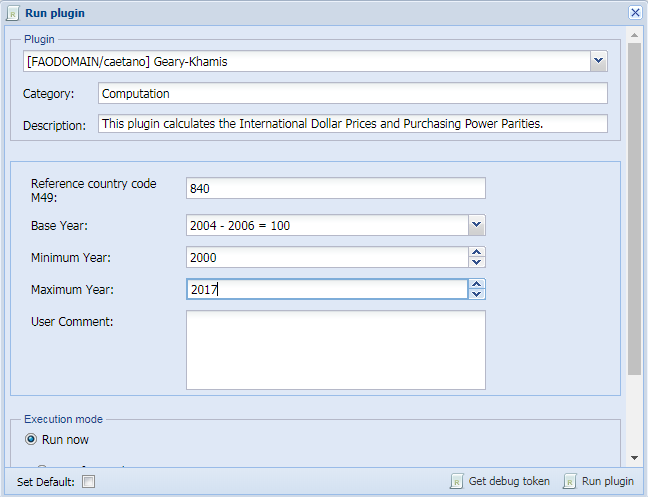 Run plugin
Plugin
[FAODOMAIN/caetano] Geary-Khamis
Category: Computation
Description: This plugin calculates the International Dollar Prices and Purchasing Power Parities.
Reference country code
M49: 840
Base Year: 2004 - 2006 = 100
Minimum Year: 2000
Maximum Year: 2017
User Comment:
Execution mode
Run now
Set Default: Get debug token Run plugin